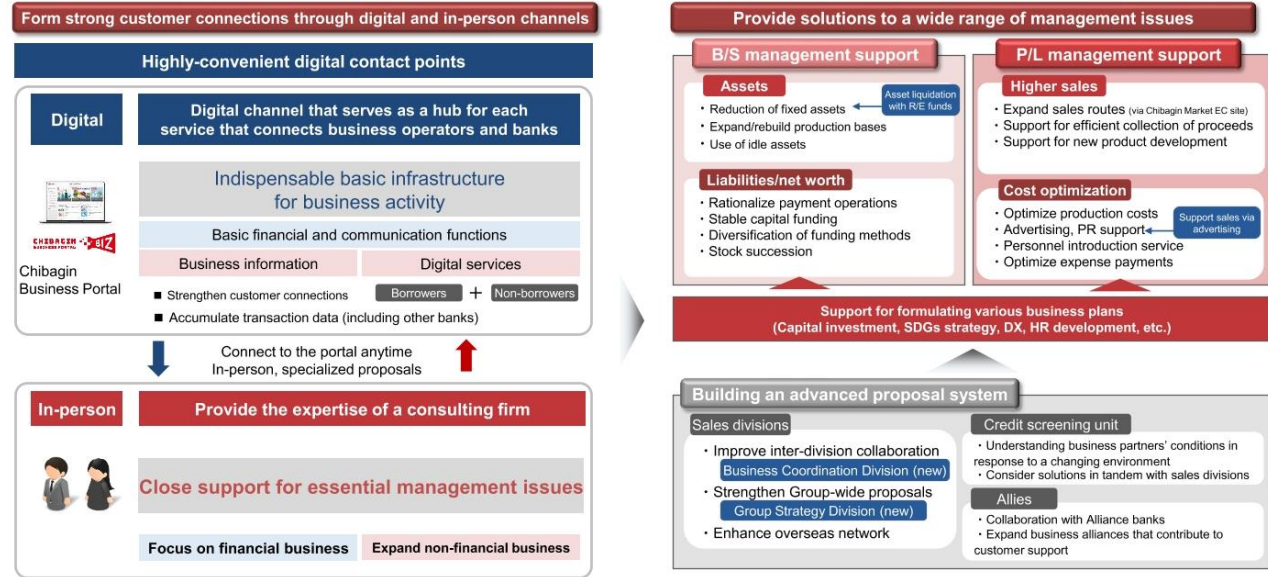 Form strong customer connections through digital and in-person channels
Highly-convenient digital contact points
Digital
Digital channel that serves as a hub for each
service that connects business operators and banks
Indispensable basic infrastructure
for business activity
CHIBAGIN
BUSINESS PORTAL
BIZ
Chibagin
Business Portal
Basic financial and communication functions
Business information
Digital services
■ Strengthen customer connections
Borrowers + Non-borrowers
■ Accumulate transaction data (including other banks)
Connect to the portal anytime
In-person, specialized proposals
In-person
Provide the expertise of a consulting firm
Close support for essential management issues
Focus on financial business
Expand non-financial business
Provide solutions to a wide range of management issues
B/S management support
Assets
・Reduction of fixed assets
Asset liquidation
with R/E funds
・Expand/rebuild production bases
・Use of idle assets
Liabilities/net worth
・Rationalize payment operations
・Stable capital funding
・Diversification of funding methods
・Stock succession
P/L management support
Higher sales
・Expand sales routes (via Chibagin Market EC site)
・Support for efficient collection of proceeds
・Support for new product development
Cost optimization
・Optimize production costs
・Advertising, PR support
Support sales via
advertising
・Personnel introduction service
・Optimize expense payments
Support for formulating various business plans
(Capital investment, SDGs strategy, DX, HR development, etc.)
Building an advanced proposal system
Sales divisions
・Improve inter-division collaboration
Business Coordination Division (new)
・Strengthen Group-wide proposals
Group Strategy Division (new)
・Enhance overseas network
Credit screening unit
・Understanding business partners' conditions in
response to a changing environment
・Consider solutions in tandem with sales divisions
Allies
・Collaboration with Alliance banks
・Expand business alliances that contribute to
customer support